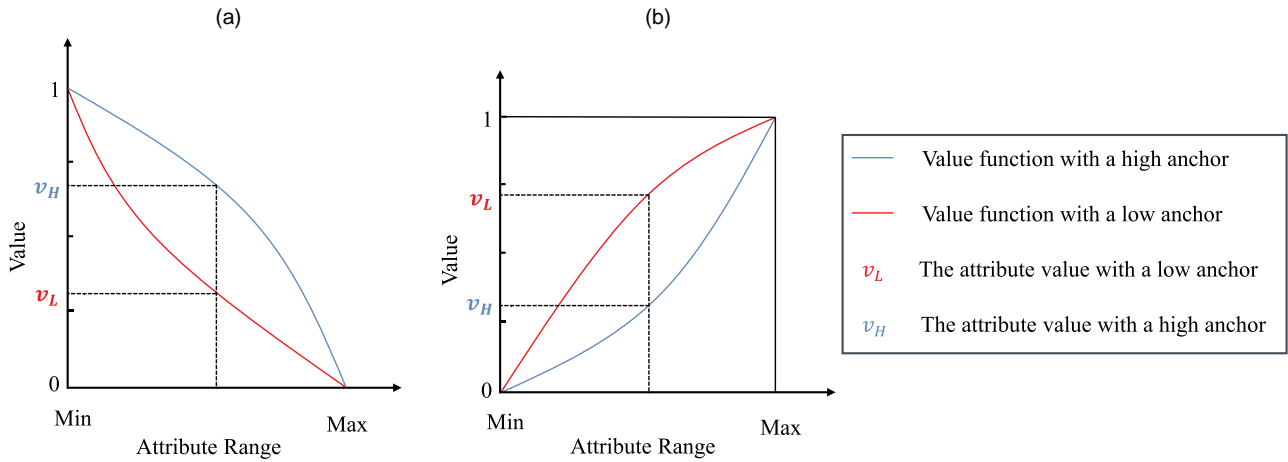 (a)
1
v_H
v_L
0
Value
Min
Max
Attribute Range
(b)
1
v_L
v_H
0
Value
Min
Max
Attribute Range
Value function with a high anchor
Value function with a low anchor
v_L The attribute value with a low anchor
v_H The attribute value with a high anchor